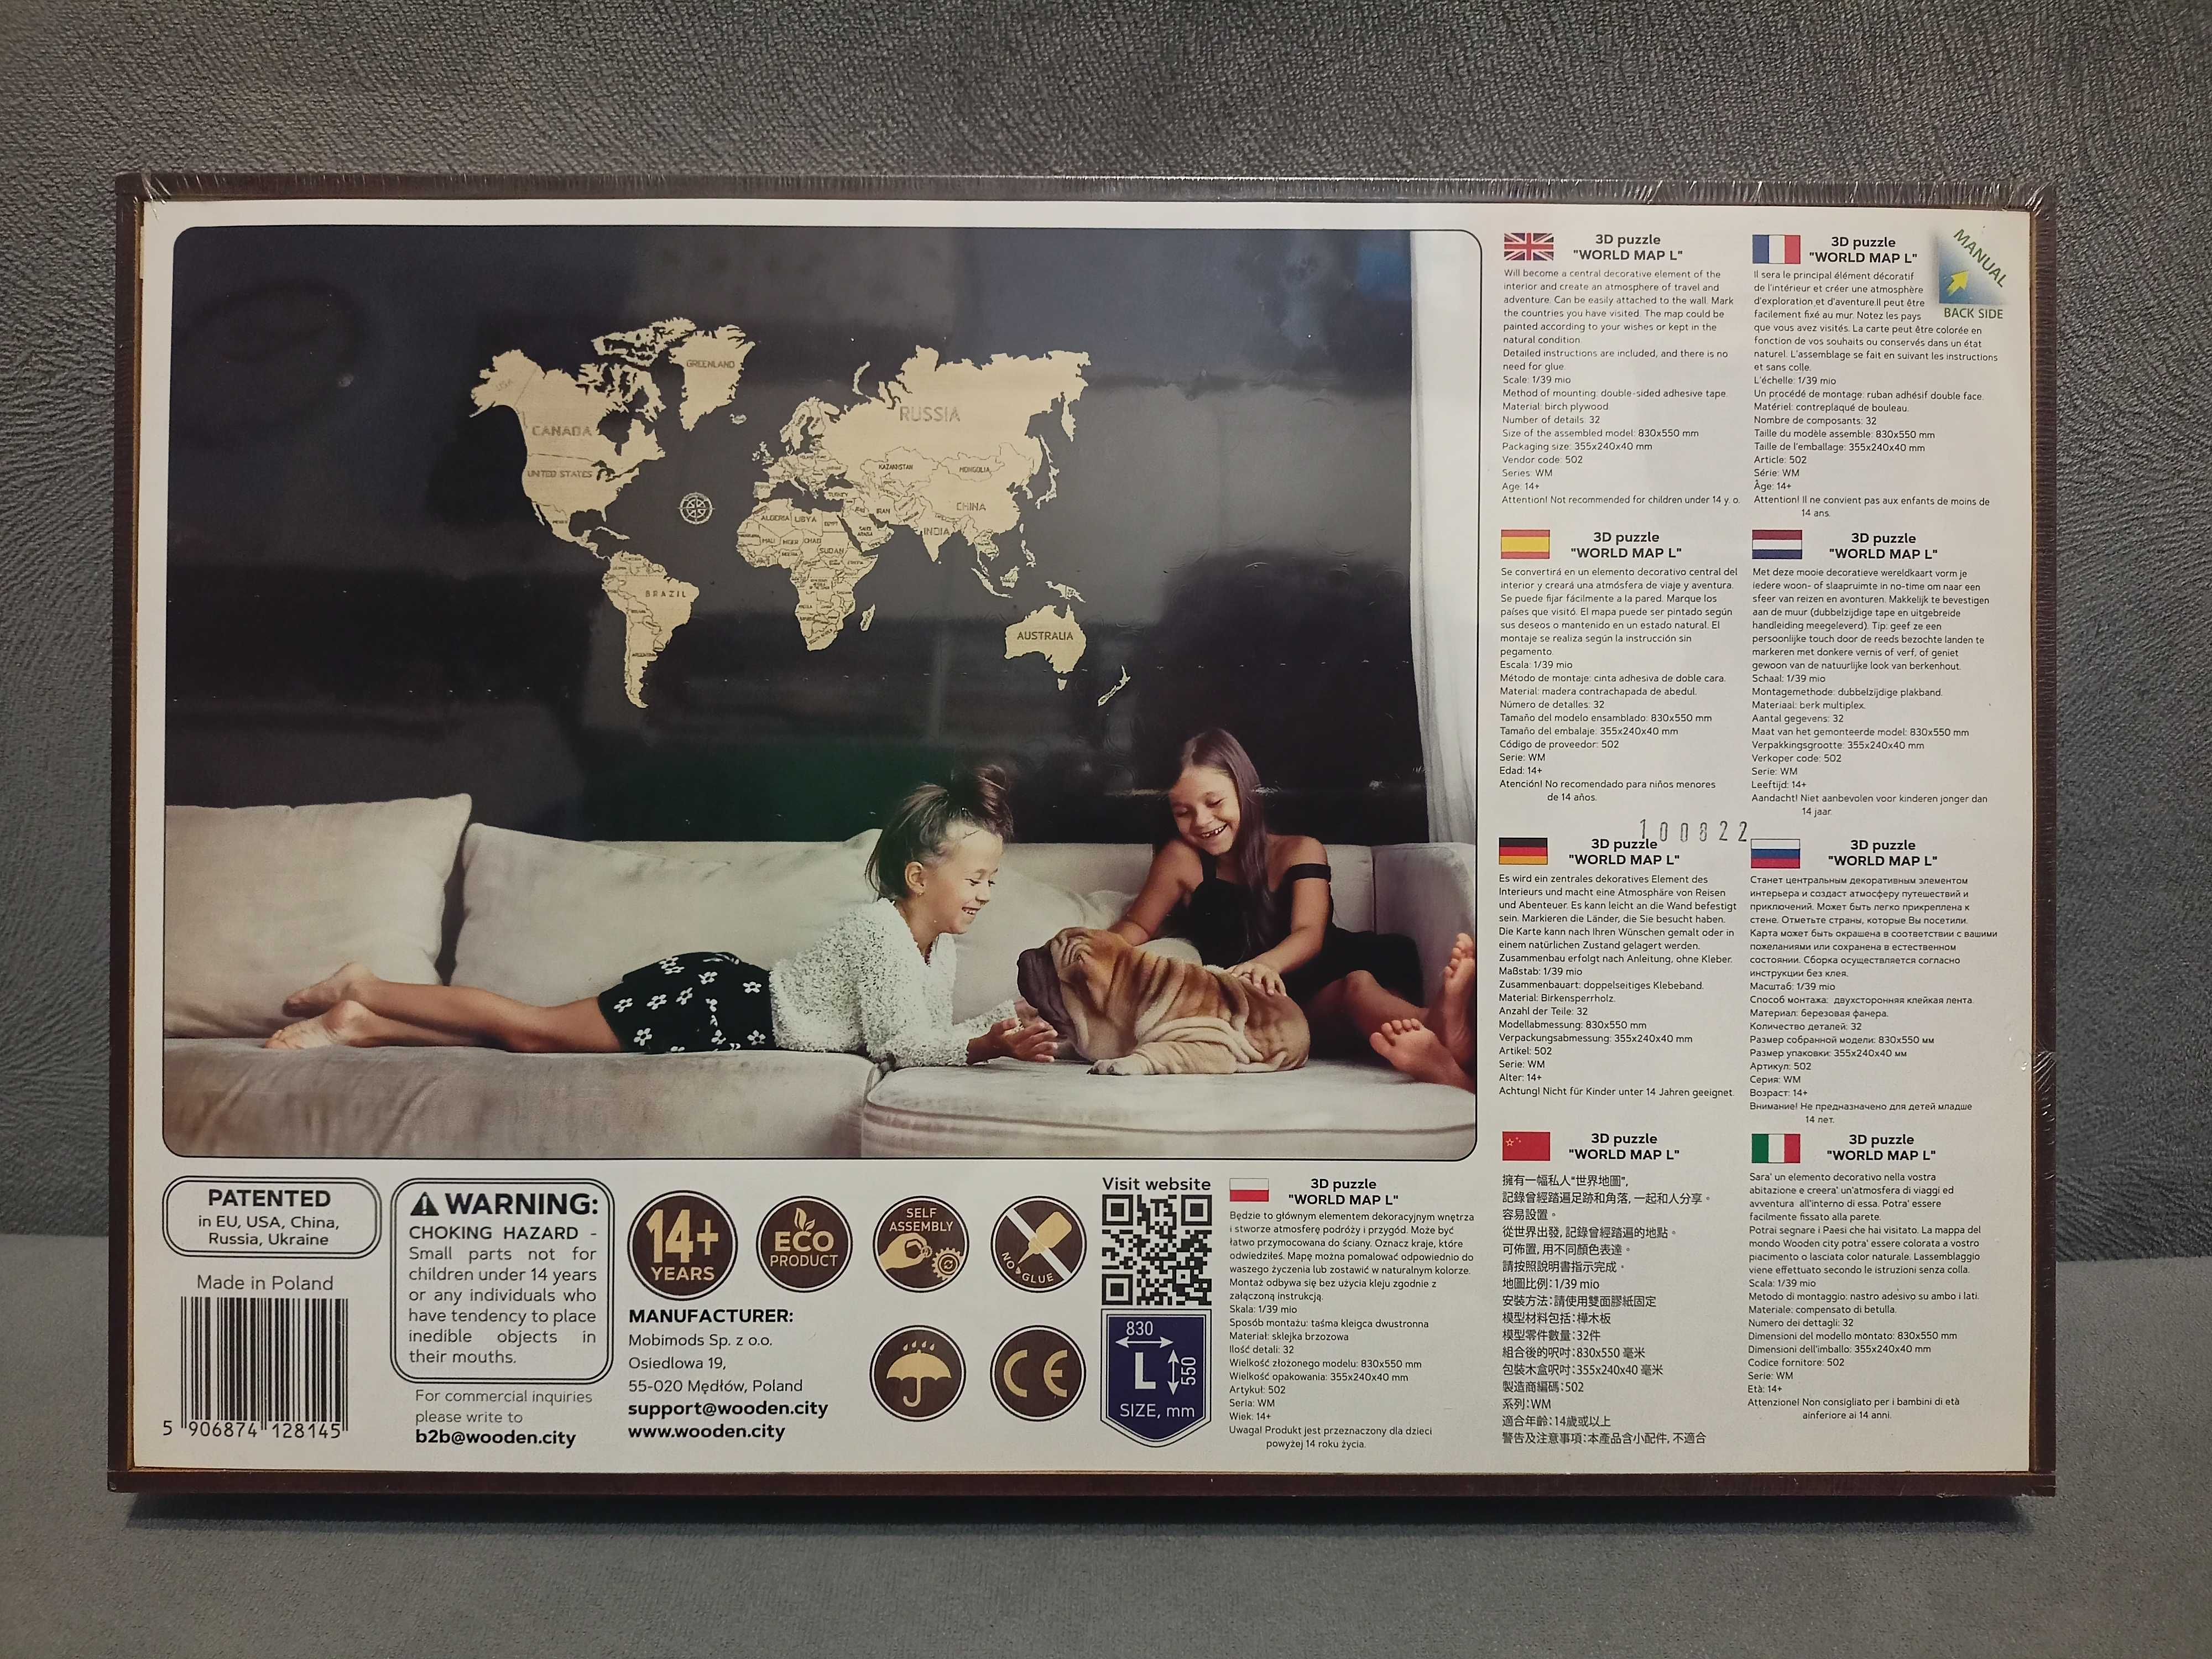 USA
GREENLAND
CANADA
UNITED STATES
MEXICO
BRAZIL
ARGENTINA
RUSSIA
KAZAKHSTAN
MONGOLIA
CHINA
TURKEY
IRAN
INDIA
ALGERIA
LIBYA
EGYPT
SAUDI
ARABIA
MALI
NIGER
CHAD
SUDAN
AUSTRALIA
PATENTED
in EU, USA, China,
Russia, Ukraine
Made in Poland
5 906874 128145
WARNING:
CHOKING HAZARD -
Small parts not for
children under 14 years
or any individuals who
have tendency to place
inedible objects in
their mouths.
For commercial inquiries
please write to
b2b@wooden.city
14+
YEARS
ECO
PRODUCT
SELF
ASSEMBLY
NO GLUE
MANUFACTURER:
Mobimods Sp. z o.o.
Osiedlowa 19,
55-020 Mędłów, Poland
support@wooden.city
www.wooden.city
CE
Visit website
830
550
L
SIZE, mm
3D puzzle
"WORLD MAP L"
Będzie to głównym elementem dekoracyjnym wnętrza
i stworze atmosferę podróży i przygód. Może być
łatwo przymocowana do ściany. Oznacz kraje, które
odwiedziłeś. Mapę można pomalować odpowiednio do
waszego życzenia lub zostawić w naturalnym kolorze.
Montaż odbywa się bez użycia kleju zgodnie z
załączoną instrukcją.
Skala: 1/39 mio
Sposób montażu: taśma kleigca dwustronna
Materiał: sklejka brzozowa
Ilość detali: 32
Wielkość złożonego modelu: 830x550 mm
Wielkość opakowania: 355x240x40 mm
Artykuł: 502
Seria: WM
Wiek: 14+
Uwaga! Produkt jest przeznaczony dla dzieci
powyżej 14 roku życia.
3D puzzle
"WORLD MAP L"
Will become a central decorative element of the
interior and create an atmosphere of travel and
adventure. Can be easily attached to the wall. Mark
the countries you have visited. The map could be
painted according to your wishes or kept in the
natural condition.
Detailed instructions are included, and there is no
need for glue.
Scale: 1/39 mio
Method of mounting: double-sided adhesive tape.
Material: birch plywood
Number of details: 32
Size of the assembled model: 830x550 mm
Packaging size: 355x240x40 mm
Vendor code: 502
Series: WM
Age: 14+
Attention! Not recommended for children under 14 y. o.
3D puzzle
"WORLD MAP L"
MANUAL
BACK SIDE
Il sera le principal élément décoratif
de l'intérieur et créer une atmosphère
d'exploration et d'aventure.Il peut être
facilement fixé au mur. Notez les pays
que vous avez visités. La carte peut être colorée en
fonction de vos souhaits ou conservés dans un état
naturel. L'assemblage se fait en suivant les instructions
et sans colle.
L'échelle: 1/39 mio
Un procédé de montage: ruban adhésif double face.
Matériel: contreplaqué de bouleau.
Nombre de composants: 32
Taille du modèle assemble: 830x550 mm
Taille de l'emballage: 355x240x40 mm
Article: 502
Série: WM
Âge: 14+
Attention! Il ne convient pas aux enfants de moins de
14 ans.
3D puzzle
"WORLD MAP L"
Se convertirá en un elemento decorativo central del
interior y creará una atmósfera de viaje y aventura.
Se puede fijar fácilmente a la pared. Marque los
países que visitó. El mapa puede ser pintado según
sus deseos o mantenido en un estado natural. El
montaje se realiza según la instrucción sin
pegamento.
Escala: 1/39 mio
Método de montaje: cinta adhesiva de doble cara.
Material: madera contrachapada de abedul.
Número de detalles: 32
Tamaño del modelo ensamblado: 830x550 mm
Tamaño del embalaje: 355x240x40 mm
Código de proveedor: 502
Serie: WM
Edad: 14+
Atención! No recomendado para niños menores
de 14 años.
3D puzzle
"WORLD MAP L"
Met deze mooie decoratieve wereldkaart vorm je
iedere woon- of slaapruimte in no-time om naar een
sfeer van reizen en avonturen. Makkelijk te bevestigen
aan de muur (dubbelzijdige tape en uitgebreide
handleiding meegeleverd). Tip: geef ze een
persoonlijke touch door de reeds bezochte landen te
markeren met donkere vernis of verf, of geniet
gewoon van de natuurlijke look van berkenhout.
Schaal: 1/39 mio
Montagemethode: dubbelzijdige plakband.
Materiaal: berk multiplex.
Aantal gegevens: 32
Maat van het gemonteerde model: 830x550 mm
Verpakkingsgrootte: 355x240x40 mm
Verkoper code: 502
Serie: WM
Leeftijd: 14+
Aandacht! Niet aanbevolen voor kinderen jonger dan
14 jaar.
100822
3D puzzle
"WORLD MAP L"
Es wird ein zentrales dekoratives Element des
Interieurs und macht eine Atmosphäre von Reisen
und Abenteuer. Es kann leicht an die Wand befestigt
sein. Markieren die Länder, die Sie besucht haben.
Die Karte kann nach Ihren Wünschen gemalt oder in
einem natürlichen Zustand gelagert werden.
Zusammenbau erfolgt nach Anleitung, ohne Kleber.
Maßstab: 1/39 mio
Zusammenbauart: doppelseitiges Klebeband.
Material: Birkensperrholz.
Anzahl der Teile: 32
Modellabmessung: 830x550 mm
Verpackungsabmessung: 355x240x40 mm
Artikel: 502
Serie: WM
Alter: 14+
Achtung! Nicht für Kinder unter 14 Jahren geeignet.
3D puzzle
"WORLD MAP L"
Станет центральным декоративным элементом
интерьера и создаст атмосферу путешествий и
приключений. Может быть легко прикреплена к
стене. Отметьте страны, которые Вы посетили.
Карта может быть окрашена в соответствии с вашими
пожеланиями или сохранена в естественном
состоянии. Сборка осуществляется согласно
инструкции без клея.
Масштаб: 1/39 mio
Способ монтажа: двухсторонняя клейкая лента.
Материал: березовая фанера.
Количество деталей: 32
Размер собранной модели: 830x550 мм
Размер упаковки: 355x240x40 мм
Артикул: 502
Серия: WM
Возраст: 14+
Внимание! Не предназначено для детей младше
14 лет.
3D puzzle
"WORLD MAP L"
擁有一幅私人"世界地圖",
記錄曾經踏遍足跡和角落, 一起和人分享。
容易設置。
從世界出發, 記錄曾經踏遍的地點。
可佈置, 用不同顏色表達。
請按照說明書指示完成。
地圖比例：1/39 mio
安裝方法：請使用雙面膠紙固定
模型材料包括：樺木板
模型零件數量：32件
組合後的呎吋：830x550 毫米
包裝木盒呎吋：355x240x40 毫米
製造商編碼：502
系列：WM
適合年齡：14歲或以上
警告及注意事項：本產品含小配件, 不適合
3D puzzle
"WORLD MAP L"
Sara' un elemento decorativo nella vostra
abitazione e creera' un'atmosfera di viaggi ed
avventura all'interno di essa. Potra' essere
facilmente fissato alla parete.
Potrai segnare i Paesi che hai visitato. La mappa del
mondo Wooden city potra' essere colorata a vostro
piacimento o lasciata color naturale. Lassemblaggio
viene effettuato secondo le istruzioni senza colla.
Scala: 1/39 mio
Metodo di montaggio: nastro adesivo su ambo i lati.
Materiale: compensato di betulla.
Numero dei dettagli: 32
Dimensioni del modello montato: 830x550 mm
Dimensioni dell'imballo: 355x240x40 mm
Codice fornitore: 502
Serie: WM
Età: 14+
Attenzione! Non consigliato per i bambini di età
ainferiore ai 14 anni.